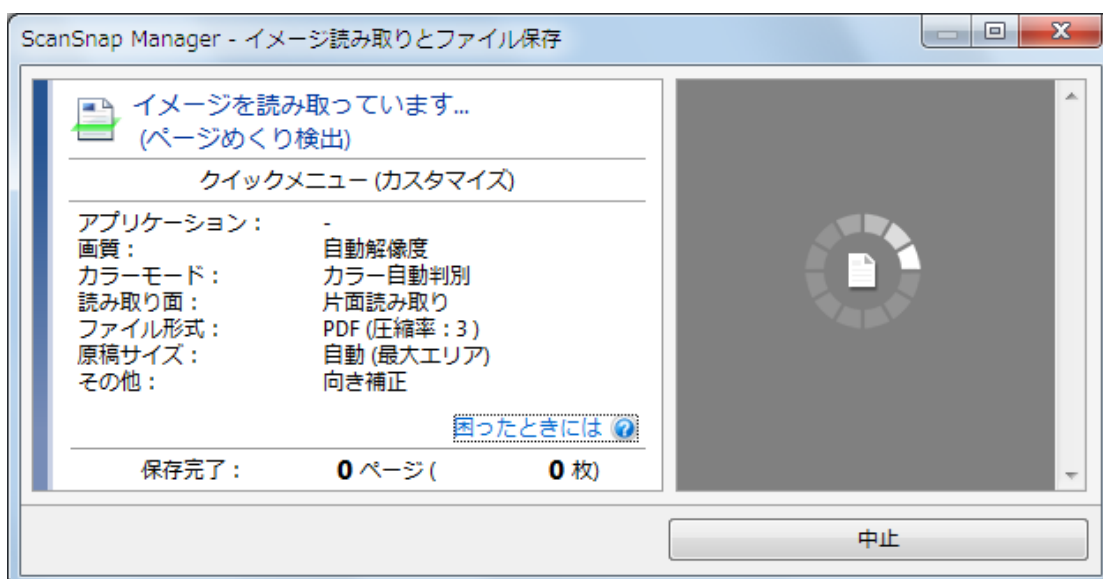 ScanSnap Manager - イメージ読み取りとファイル保存
イメージを読み取っています...
(ページめくり検出)
クイックメニュー (カスタマイズ)
アプリケーション : -
画質 : 自動解像度
カラーモード : カラー自動判別
読み取り面 : 片面読み取り
ファイル形式 : PDF (圧縮率 : 3 )
原稿サイズ : 自動 (最大エリア)
その他 : 向き補正
困ったときには ?
保存完了 : 0 ページ ( 0 枚)
中止